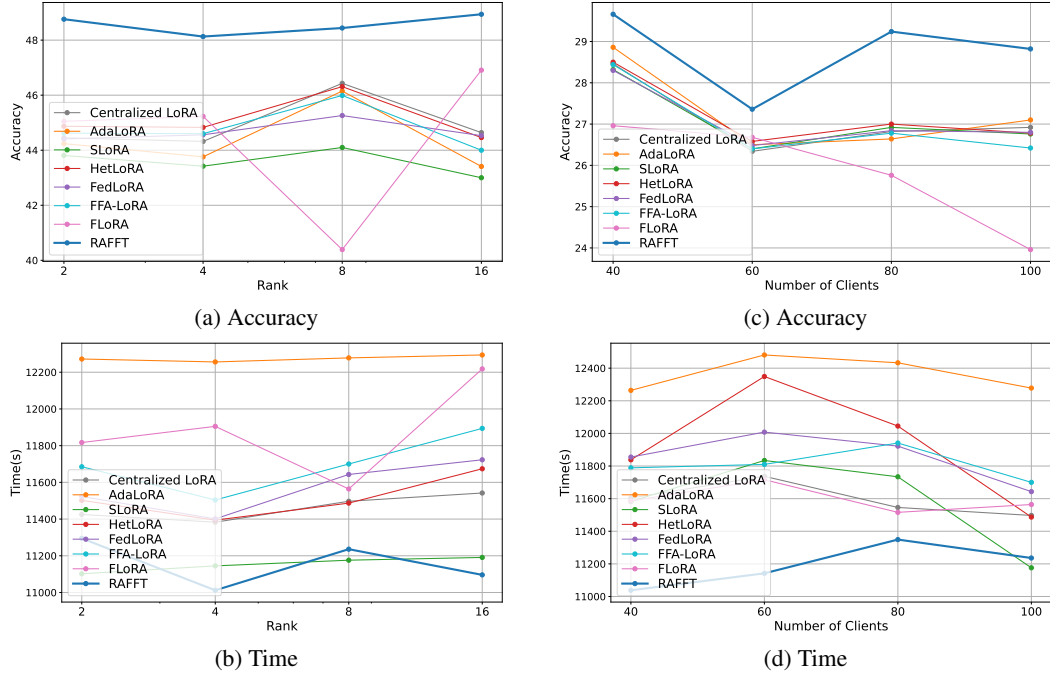 48
46
44
42
40
Accuracy
Centralized LoRA
AdaLoRA
SLoRA
HetLoRA
FedLoRA
FFA-LoRA
FLoRA
RAFFT
2
4
8
16
Rank
(a) Accuracy
29
28
27
26
25
24
Accuracy
Centralized LoRA
AdaLoRA
SLoRA
HetLoRA
FedLoRA
FFA-LoRA
FLoRA
RAFFT
40
60
80
100
Number of Clients
(c) Accuracy
12200
12000
11800
11600
11400
11200
11000
Time(s)
Centralized LoRA
AdaLoRA
SLoRA
HetLoRA
FedLoRA
FFA-LoRA
FLoRA
RAFFT
2
4
8
16
Rank
(b) Time
12400
12200
12000
11800
11600
11400
11200
11000
Time(s)
Centralized LoRA
AdaLoRA
SLoRA
HetLoRA
FedLoRA
FFA-LoRA
FLoRA
RAFFT
40
60
80
100
Number of Clients
(d) Time